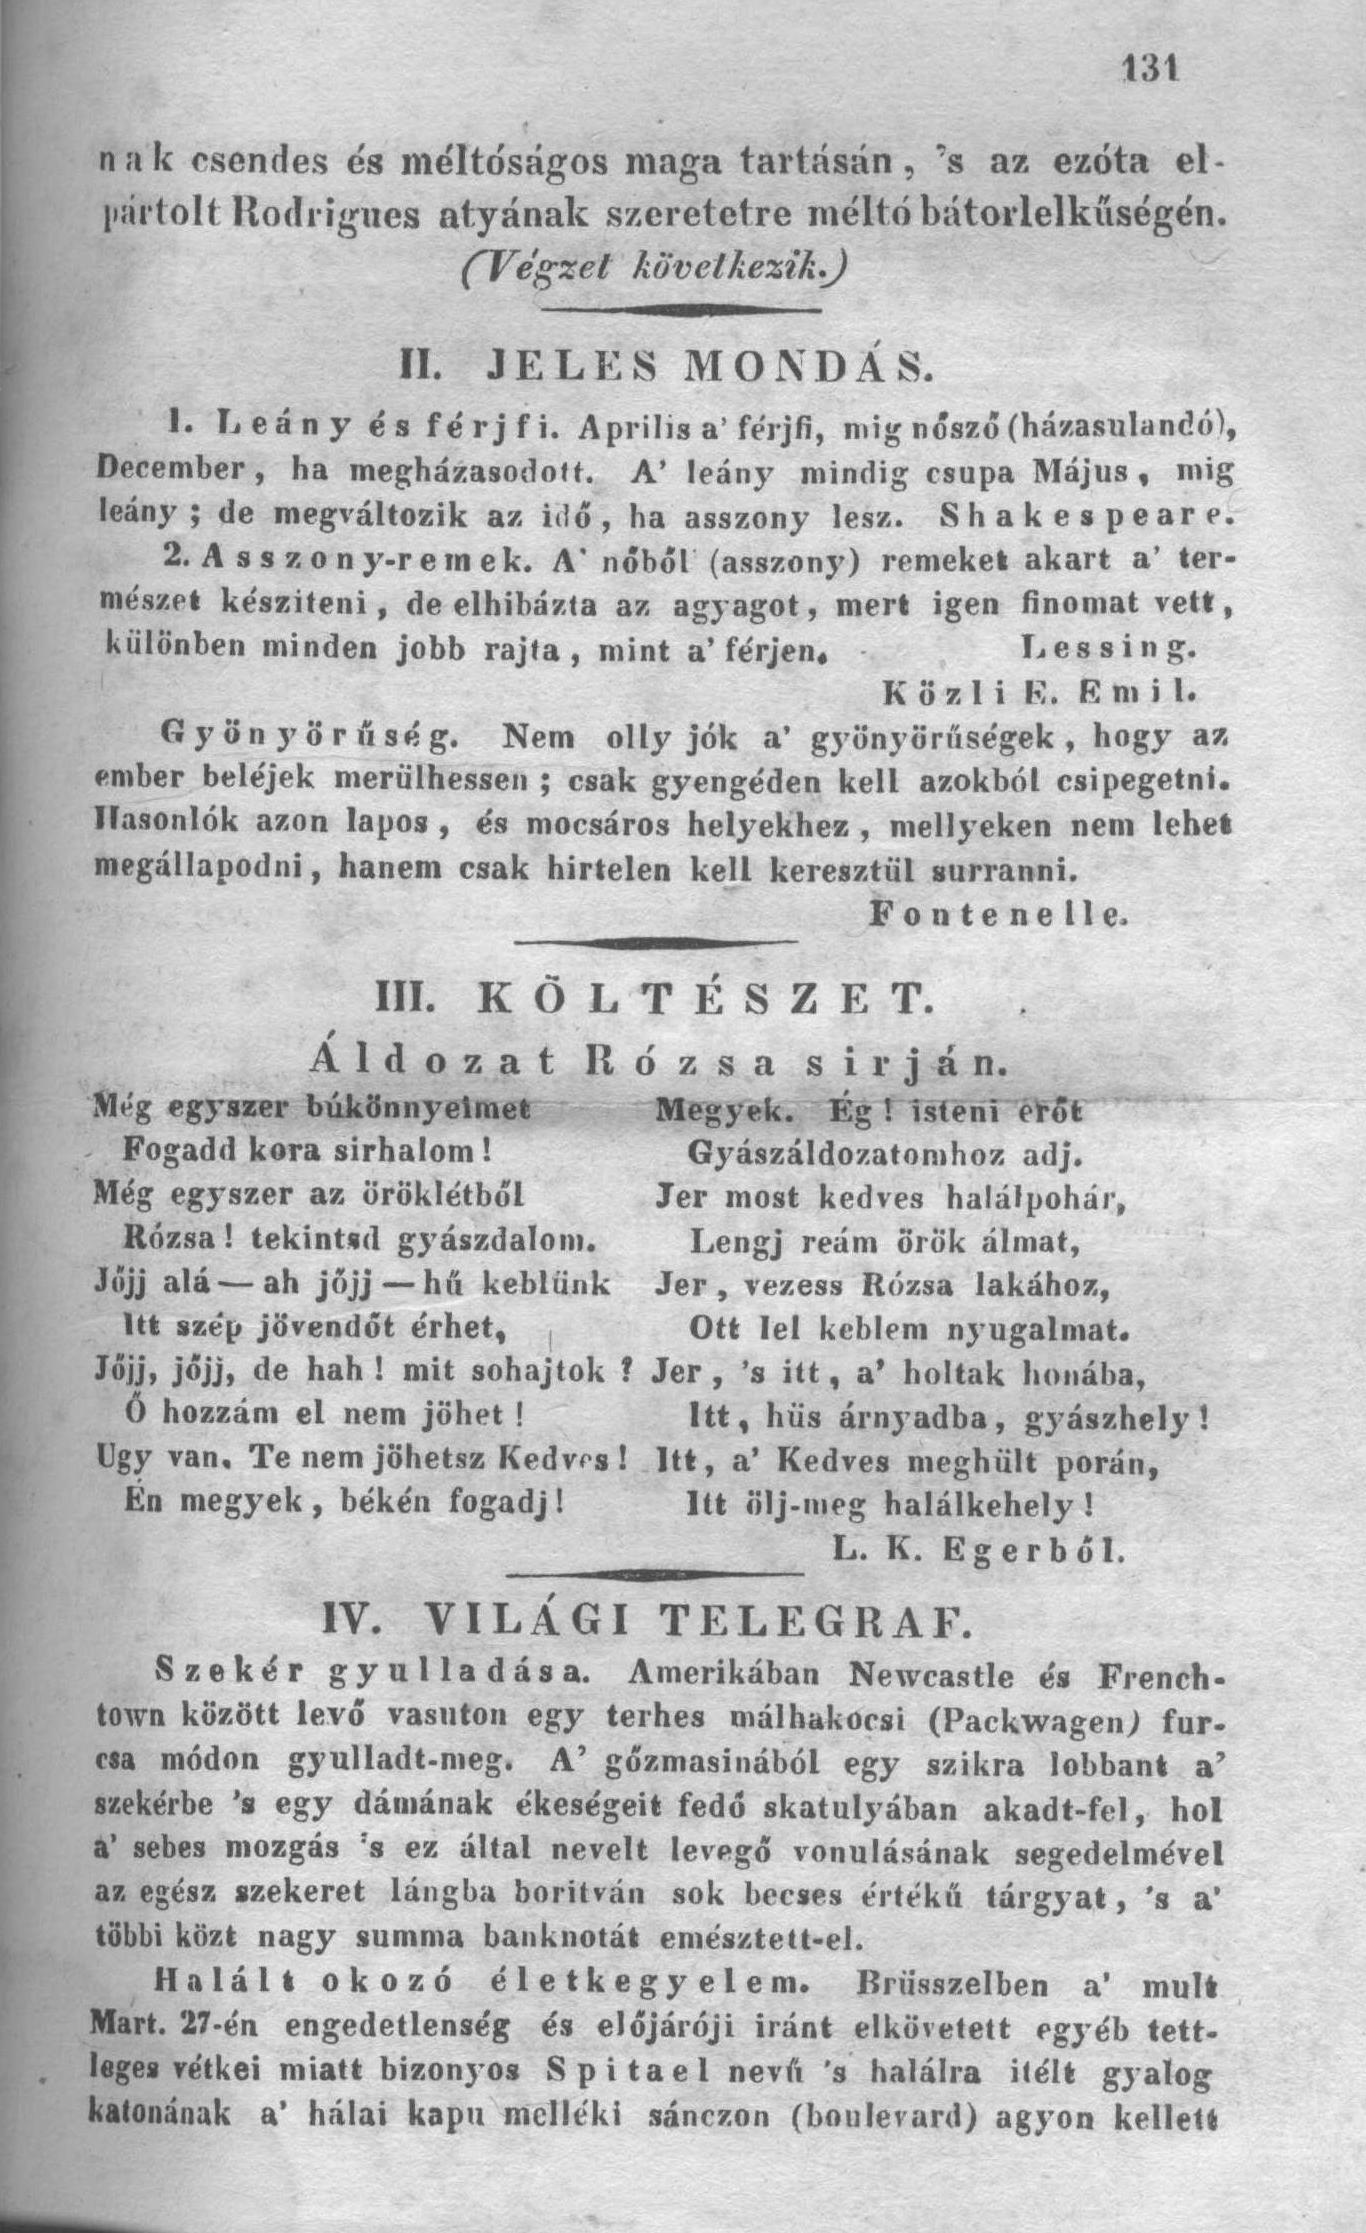 131
nak csendes és méltóságos maga tartásán, 's az ezóta el-
pártolt Rodrigues atyának szeretetre méltó bátorlelkűségén.
(Végzet következik.)
II. JELES MONDÁS.
1. Leány és férjfi. Aprilis a' férjfi, mig nősző (házasulandó),
December, ha megházasodott. A' leány mindig csupa Május, mig
leány; de megváltozik az idő, ha asszony lesz. Shakespeare.
2. Asszony-remek. A' nőből (asszony) remeket akart a' ter-
mészet késziteni, de elhibázta az agyagot, mert igen finomat vett,
különben minden jobb rajta, mint a' férjen. Lessing.
Közli E. Emil.
Gyönyörűség. Nem olly jók a' gyönyörűségek, hogy az
ember beléjek merülhessen; csak gyengéden kell azokból csipegetni.
Hasonlók azon lapos, és mocsáros helyekhez, mellyeken nem lehet
megállapodni, hanem csak hirtelen kell keresztül surranni.
Fontenelle.
III. KÖLTÉSZET.
Áldozat Rózsa sirján.
Még egyszer búkönnyeimet
Fogadd kora sirhalom!
Még egyszer az öröklétből
Rózsa! tekintsd gyászdalom.
Jőjj alá — ah jőjj — hű keblünk
Itt szép jövendőt érhet,
Jőjj, jőjj, de hah! mit sohajtok?
Ő hozzám el nem jöhet!
Ugy van. Te nem jöhetsz Kedves!
Én megyek, békén fogadj!
Megyek. Ég! isteni erőt
Gyászáldozatomhoz adj.
Jer most kedves halálpohár,
Lengj reám örök álmat,
Jer, vezess Rózsa lakához,
Ott lel keblem nyugalmat.
Jer, 's itt, a' holtak honába,
Itt, hüs árnyadba, gyászhely!
Itt, a' Kedves meghült porán,
Itt ölj-meg halálkehely!
L. K. Egerből.
IV. VILÁGI TELEGRAF.
Szekér gyulladása. Amerikában Newcastle és French-
town között levő vasuton egy terhes málhakocsi (Packwagen) fur-
csa módon gyulladt-meg. A' gőzmasinából egy szikra lobbant a'
szekérbe 's egy dámának ékeségeit fedő skatulyában akadt-fel, hol
a' sebes mozgás 's ez által nevelt levegő vonulásának segedelmével
az egész szekeret lángba boritván sok becses értékű tárgyat, 's a'
többi közt nagy summa banknotát emésztett-el.
Halált okozó életkegyelem. Brüsszelben a' mult
Mart. 27-én engedetlenség és előjáróji iránt elkövetett egyéb tett-
leges vétkei miatt bizonyos Spitael nevű 's halálra itélt gyalog
katonának a' hálai kapu melléki sánczon (boulevard) agyon kellett